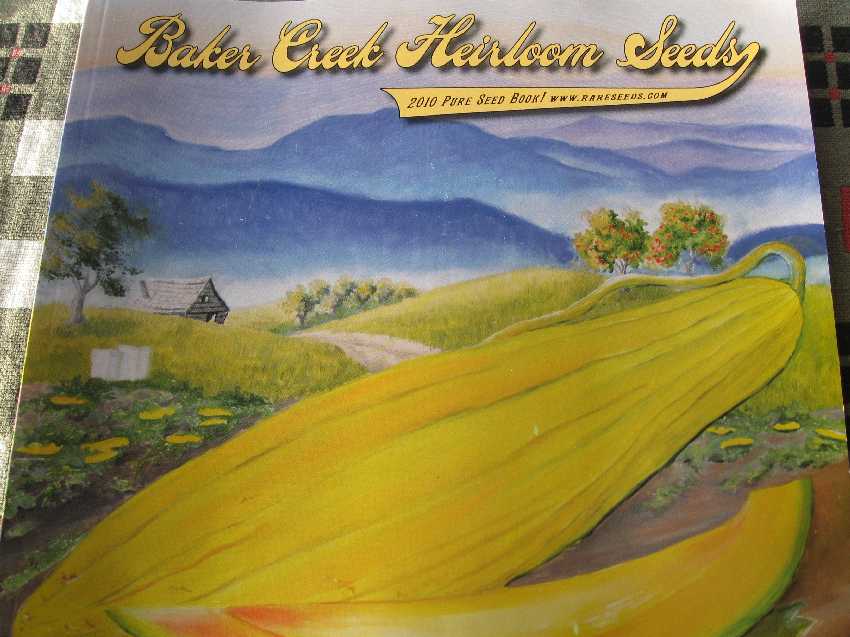 Baker Creek Heirloom Seeds
2010 Pure Seed Book! www.rareseeds.com